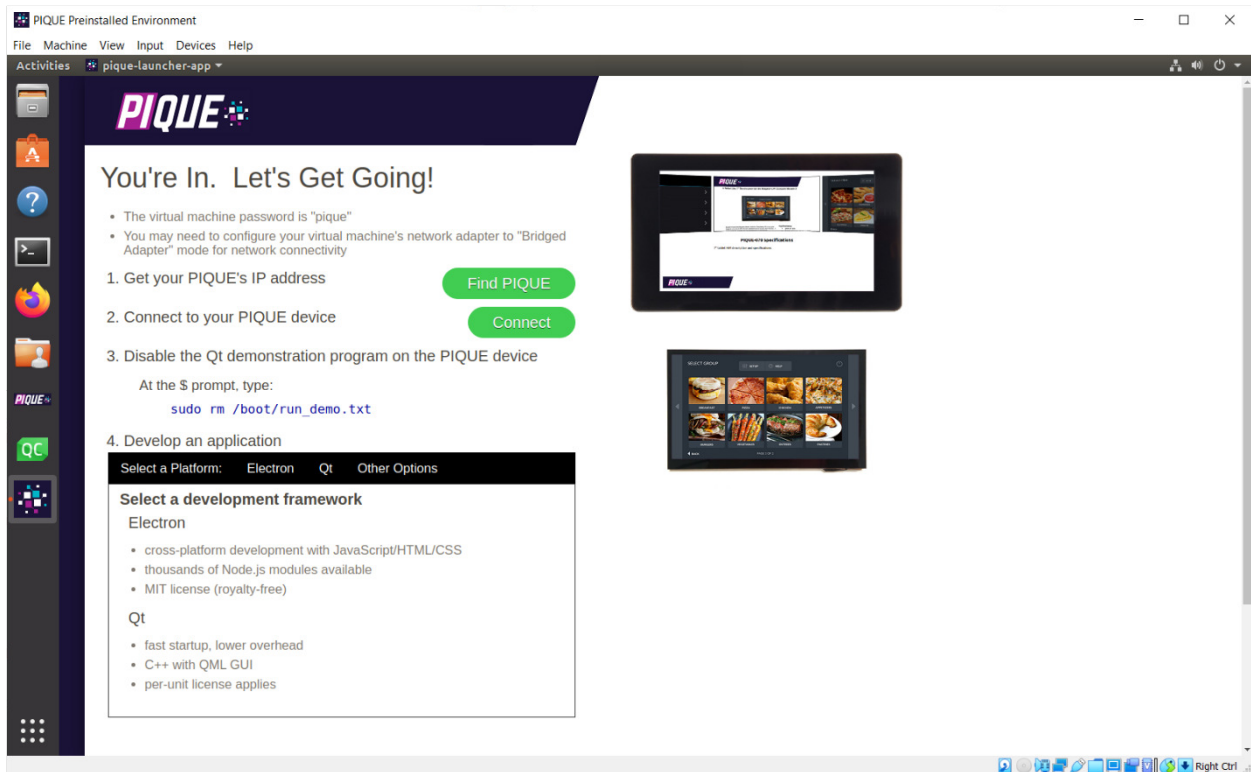 PIQUE Preinstalled Environment
File Machine View Input Devices Help
Activities pique-launcher-app
PIQUE
You're In. Let's Get Going!
The virtual machine password is "pique"
You may need to configure your virtual machine's network adapter to "Bridged
Adapter" mode for network connectivity
1. Get your PIQUE's IP address
Find PIQUE
2. Connect to your PIQUE device
Connect
3. Disable the Qt demonstration program on the PIQUE device
At the $ prompt, type:
sudo rm /boot/run_demo.txt
4. Develop an application
Select a Platform: Electron Qt Other Options
Select a development framework
Electron
cross-platform development with JavaScript/HTML/CSS
thousands of Node.js modules available
MIT license (royalty-free)
Qt
fast startup, lower overhead
C++ with QML GUI
per-unit license applies
PIQUE
QC
PIQUE
PIQUE
SELECT GROUP
Right Ctrl